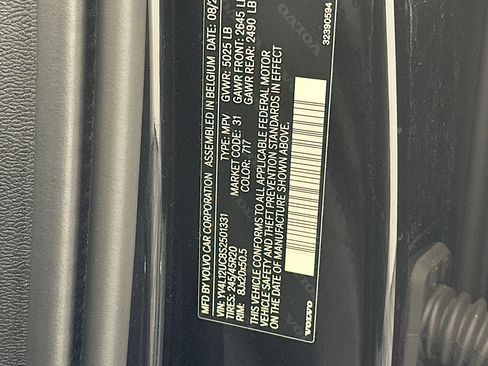 MFD BY VOLVO CAR CORPORATION ASSEMBLED IN BELGIUM DATE: 08/2
GVWR: 5025 LB
GAWR FRONT: 2645 L
VIN: YV4L12UC8S2501331 TYPE: MPV GAWR REAR: 2490 LB
TIRES: 245/45R20 MARKET CODE: 31
RIM: 8Jx20x50.5 COLOR: 717
THIS VEHICLE CONFORMS TO ALL APPLICABLE FEDERAL MOTOR
VEHICLE SAFETY AND THEFT PREVENTION STANDARDS IN EFFECT
ON THE DATE OF MANUFACTURE SHOWN ABOVE.
VOLVO
32390594